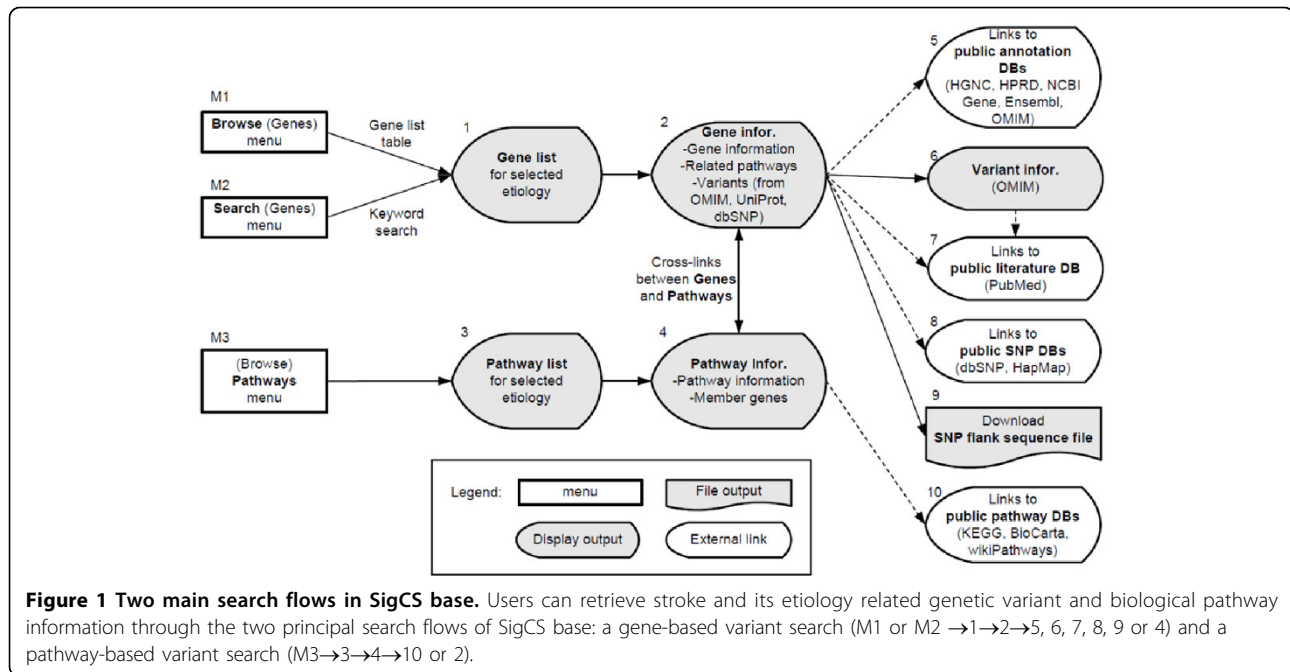 M1
Browse (Genes)
menu
Gene list
table
M2
Search (Genes)
menu
Keyword
search
1
Gene list
for selected
etiology
2
Gene infor.
-Gene information
-Related pathways
-Variants (from
OMIM, UniProt,
dbSNP)
Cross-links
between Genes
and Pathways
M3
(Browse)
Pathways
menu
3
Pathway list
for selected
etiology
4
Pathway infor.
-Pathway information
-Member genes
5
Links to
public annotation
DBs
(HGNC, HPRD, NCBI
Gene, Ensembl,
OMIM)
6
Variant infor.
(OMIM)
7
Links to
public literature DB
(PubMed)
8
Links to
public SNP DBs
(dbSNP, HapMap)
9
Download
SNP flank sequence file
10
Links to
public pathway DBs
(KEGG, BioCarta,
wikiPathways)
Legend:
menu
File output
Display output
External link
Figure 1 Two main search flows in SigCS base. Users can retrieve stroke and its etiology related genetic variant and biological pathway
information through the two principal search flows of SigCS base: a gene-based variant search (M1 or M2 →1→2→5, 6, 7, 8, 9 or 4) and a
pathway-based variant search (M3→3→4→10 or 2).